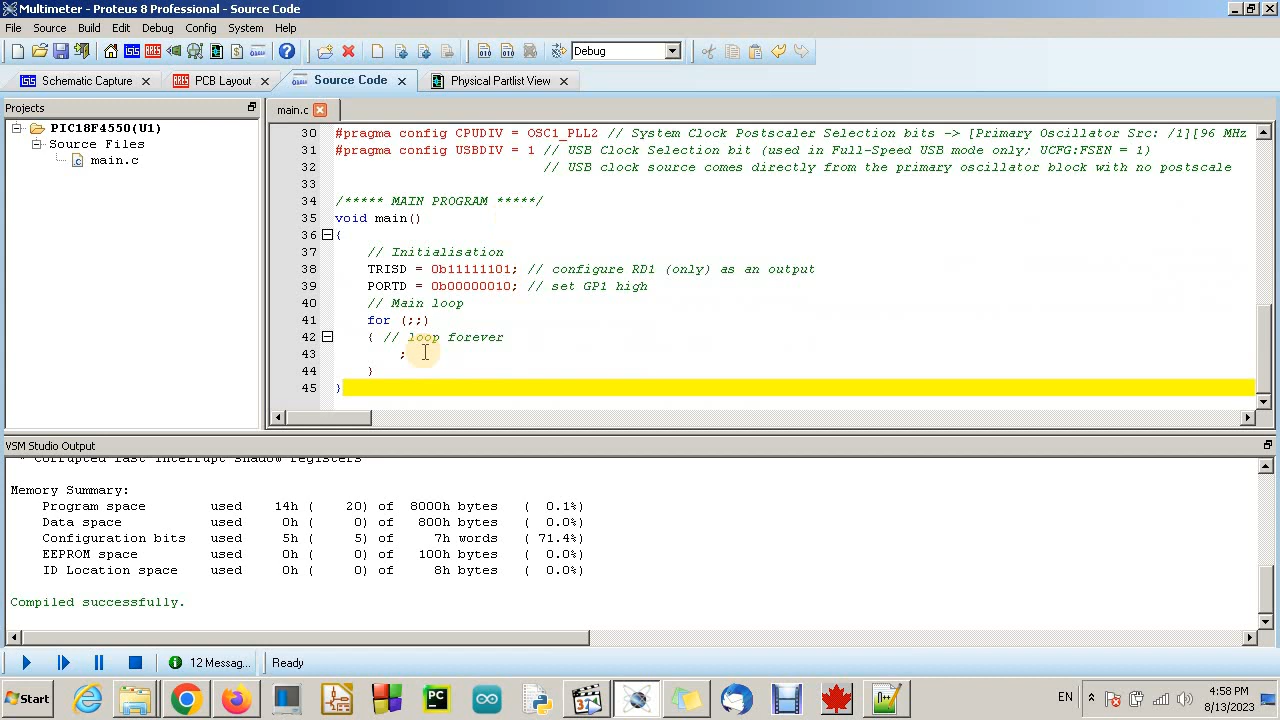 Multimeter - Proteus 8 Professional - Source Code
File Source Build Edit Debug Config System Help
Debug
Schematic Capture PCB Layout Source Code Physical Partlist View
Projects
PIC18F4550(U1)
Source Files
main.c
main.c
30 #pragma config CPUDIV = OSC1_PLL2 // System Clock Postscaler Selection bits -> [Primary Oscillator Src: /1][96 MHz
31 #pragma config USBDIV = 1 // USB Clock Selection bit (used in Full-Speed USB mode only; UCFG:FSEN = 1)
32 // USB clock source comes directly from the primary oscillator block with no postscale
33
34 /***** MAIN PROGRAM *****/
35 void main()
36 {
37 // Initialisation
38 TRISD = 0b11111101; // configure RD1 (only) as an output
39 PORTD = 0b00000010; // set GP1 high
40 // Main loop
41 for (;;)
42 { // loop forever
43 ;
44 }
45 }
VSM Studio Output
* Corrupted last interrupt shadow registers
Memory Summary:
Program space used 14h ( 20) of 8000h bytes ( 0.1%)
Data space used 0h ( 0) of 800h bytes ( 0.0%)
Configuration bits used 5h ( 5) of 7h words ( 71.4%)
EEPROM space used 0h ( 0) of 100h bytes ( 0.0%)
ID Location space used 0h ( 0) of 8h bytes ( 0.0%)
Compiled successfully.
12 Messag... Ready
Start
PC
EN
4:58 PM
8/13/2023